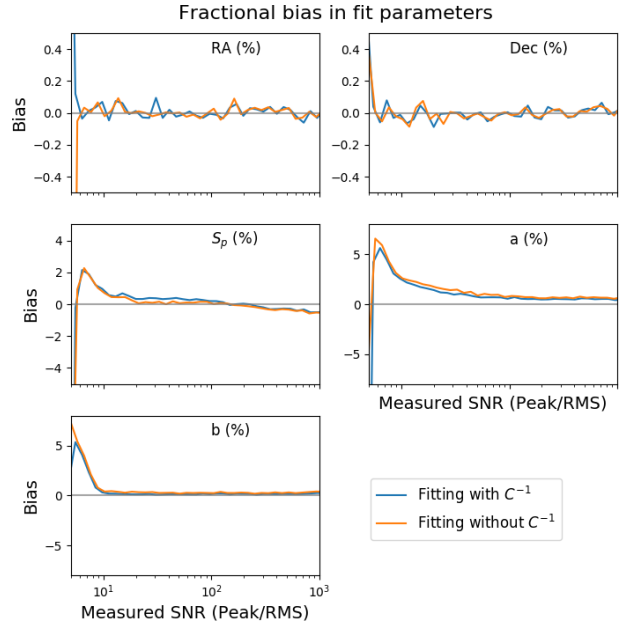 Fractional bias in fit parameters
RA (%)
Dec (%)
Bias
0.4
0.2
0.0
−0.2
−0.4
0.4
0.2
0.0
−0.2
−0.4
S_p (%)
a (%)
Bias
4
2
0
−2
−4
5
0
−5
Measured SNR (Peak/RMS)
b (%)
Bias
5
0
−5
10^1
10^2
10^3
Measured SNR (Peak/RMS)
Fitting with C^{-1}
Fitting without C^{-1}